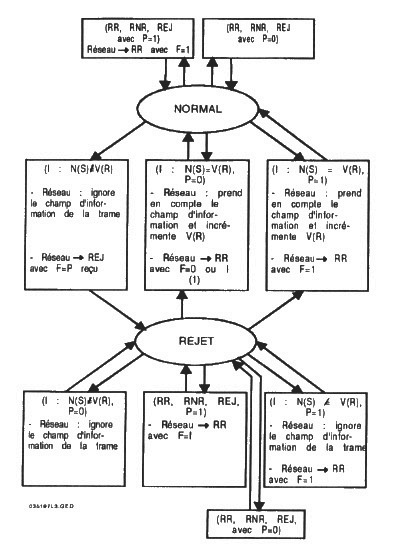 (RR, RNR, REJ
avec P=1)
Réseau → RR avec F=1
(RR, RNR, REJ
avec P=0)
NORMAL
(I : N(S)≠V(R)
- Réseau : ignore
le champ d'infor-
mation de la trame
- Réseau → REJ
avec F=P reçu
(I : N(S)=V(R),
P=0)
- Réseau : prend
en compte le
champ d'infor-
mation et incré-
mente V(R)
- Réseau → RR
avec F=0 ou I
(1)
(I : N(S) = V(R),
P=1)
- Réseau : prend
en compte le
champ d'infor-
mation et incré-
mente V(R)
- Réseau → RR
avec F=1
REJET
(I : N(S)≠V(R),
P=0)
- Réseau : ignore
le champ d'infor-
mation de la trame
(RR, RNR, REJ,
P=1)
- Réseau → RR
avec F=1
(I : N(S) ≠ V(R),
P=1)
- Réseau : ignore
le champ d'infor-
mation de la trame
- Réseau → RR
avec F=1
(RR, RNR, REJ,
avec P=0)